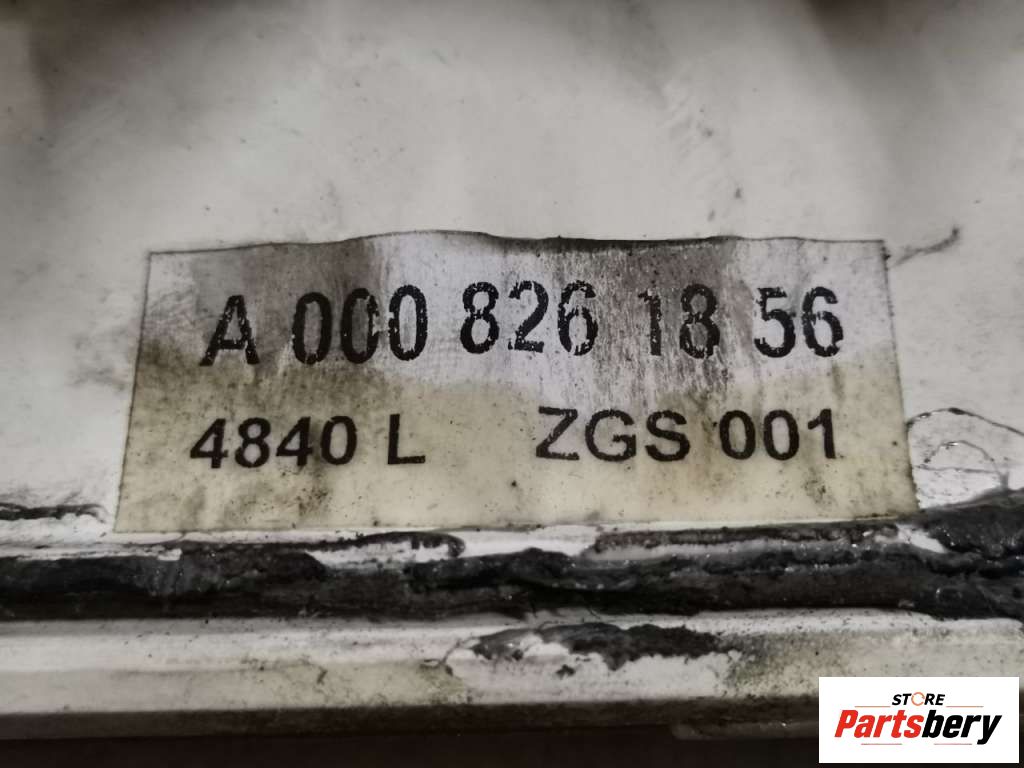 A 000 826 18 56
4840 L ZGS 001
STORE
Partsbery